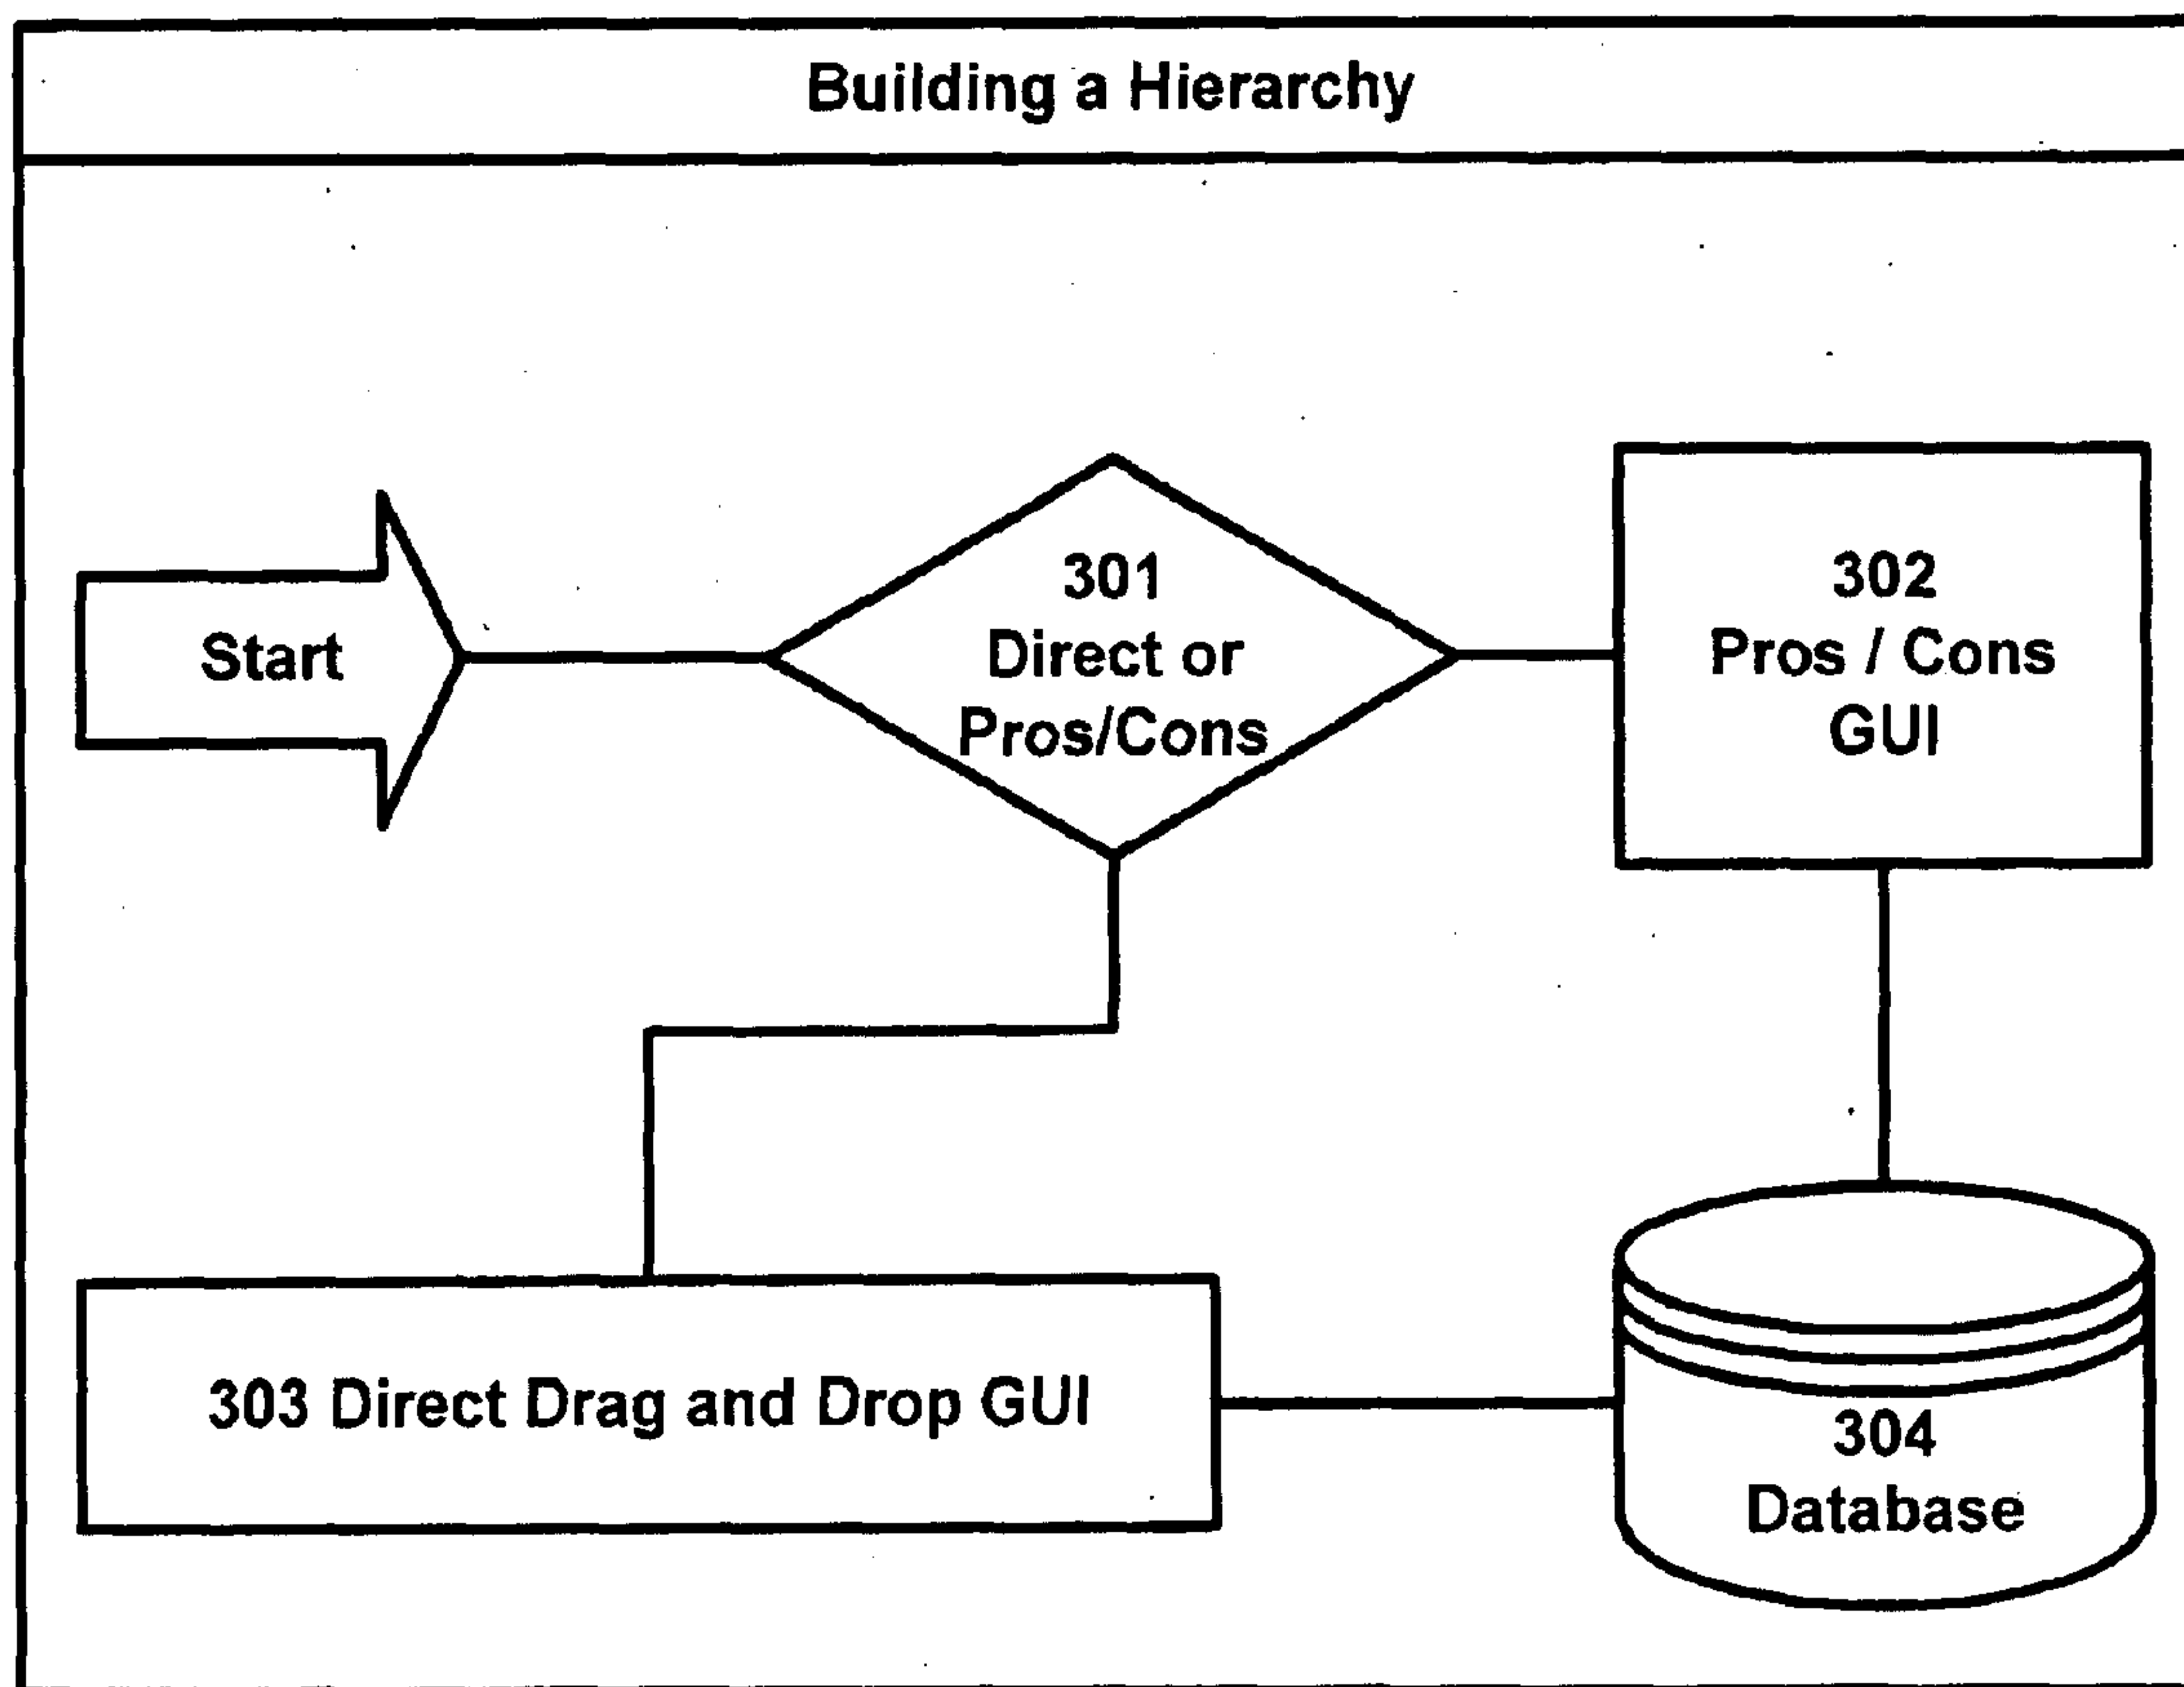 Building a Hierarchy
Start
301
Direct or
Pros/Cons
302
Pros / Cons
GUI
303 Direct Drag and Drop GUI
304
Database